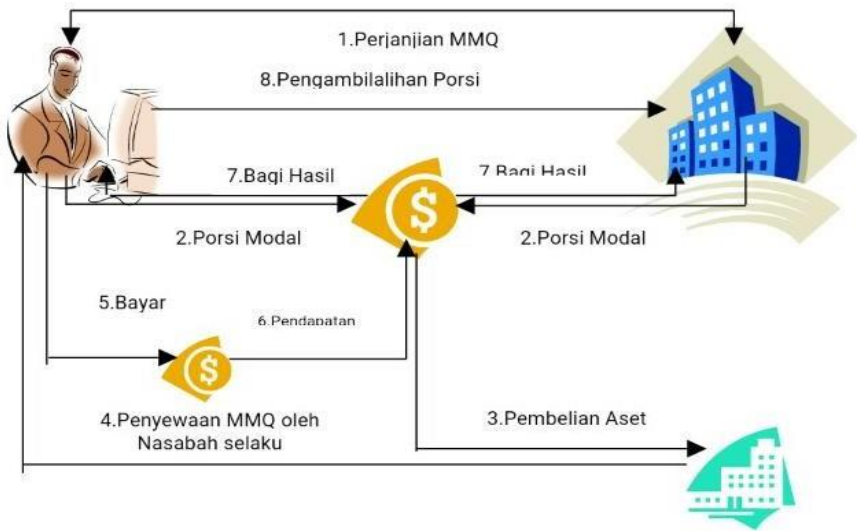 1.Perjanjian MMQ
8.Pengambilalihan Porsi
7.Bagi Hasil
7.Bagi Hasil
2.Porsi Modal
2.Porsi Modal
5.Bayar
6.Pendapatan
4.Penyewaan MMQ oleh
Nasabah selaku
3.Pembelian Aset